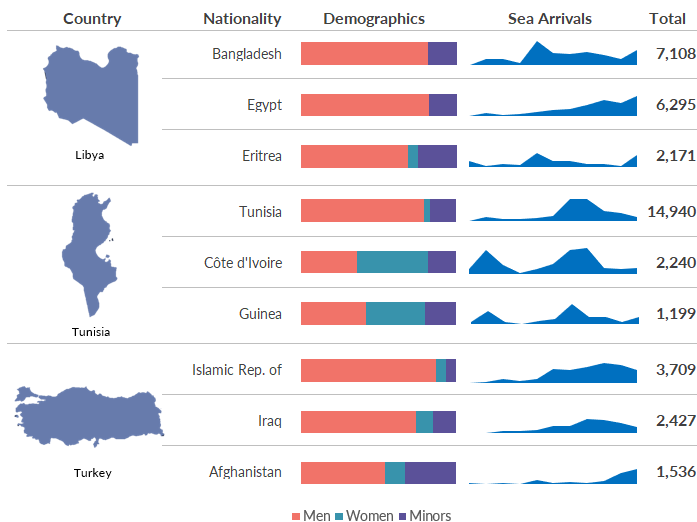 Country Nationality Demographics Sea Arrivals Total
Bangladesh 7,108
Egypt 6,295
Libya
Eritrea 2,171
Tunisia 14,940
Côte d'Ivoire 2,240
Guinea 1,199
Tunisia
Islamic Rep. of 3,709
Iraq 2,427
Turkey
Afghanistan 1,536
Men Women Minors